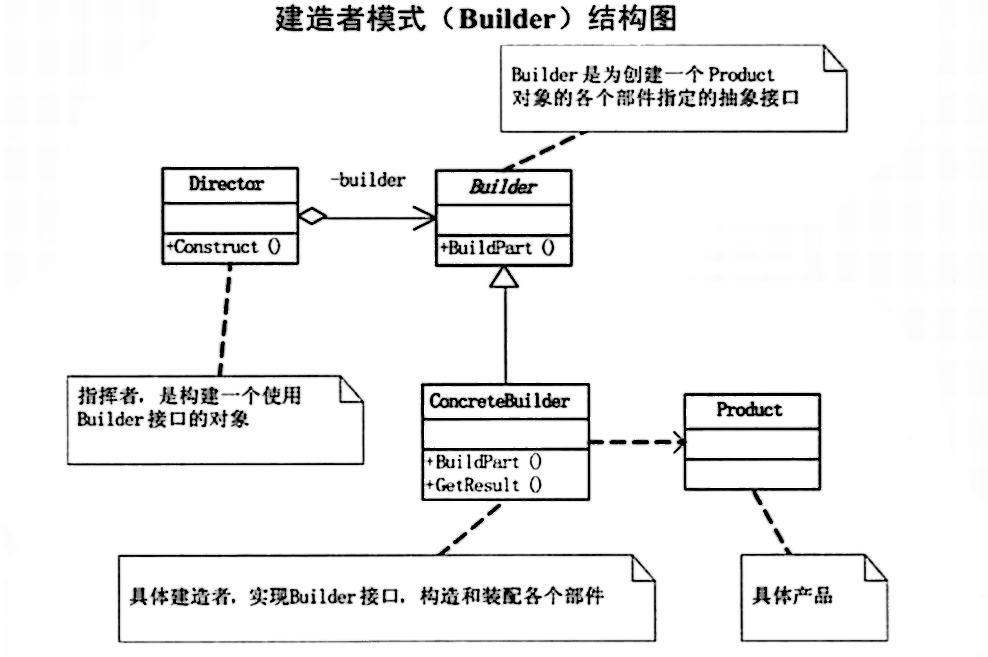 建造者模式（Builder）结构图
Builder是为创建一个Product
对象的各个部件指定的抽象接口
Director
-builder
Builder
+Construct()
+BuildPart()
指挥者，是构建一个使用
Builder接口的对象
ConcreteBuilder
Product
+BuildPart()
+GetResult()
具体建造者，实现Builder接口，构造和装配各个部件
具体产品